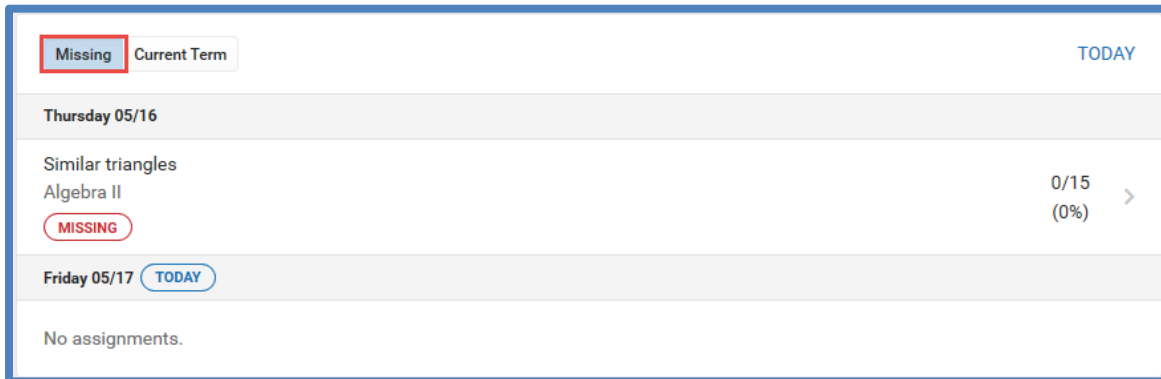 Missing Current Term TODAY
Thursday 05/16
Similar triangles
Algebra II
MISSING
0/15
(0%)
Friday 05/17 TODAY
No assignments.